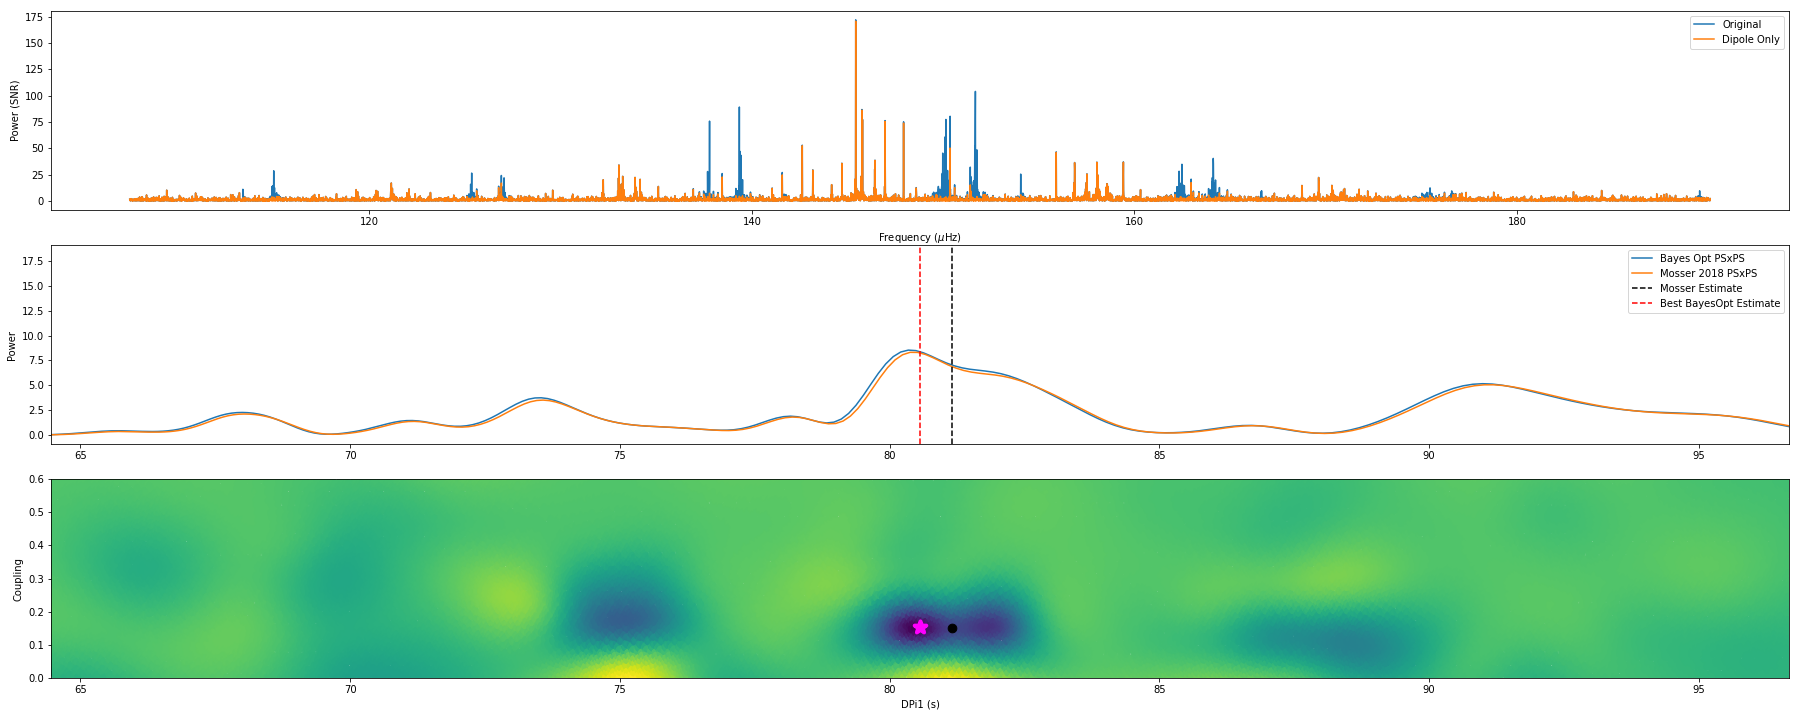 175
150
125
100
75
50
25
0
Power (SNR)
Original
Dipole Only
120 140 160 180
Frequency (μHz)
17.5
15.0
12.5
10.0
7.5
5.0
2.5
0.0
Power
Bayes Opt PSxPS
Mosser 2018 PSxPS
Mosser Estimate
Best BayesOpt Estimate
65 70 75 80 85 90 95
0.6
0.5
0.4
0.3
0.2
0.1
0.0
Coupling
65 70 75 80 85 90 95
DPi1 (s)